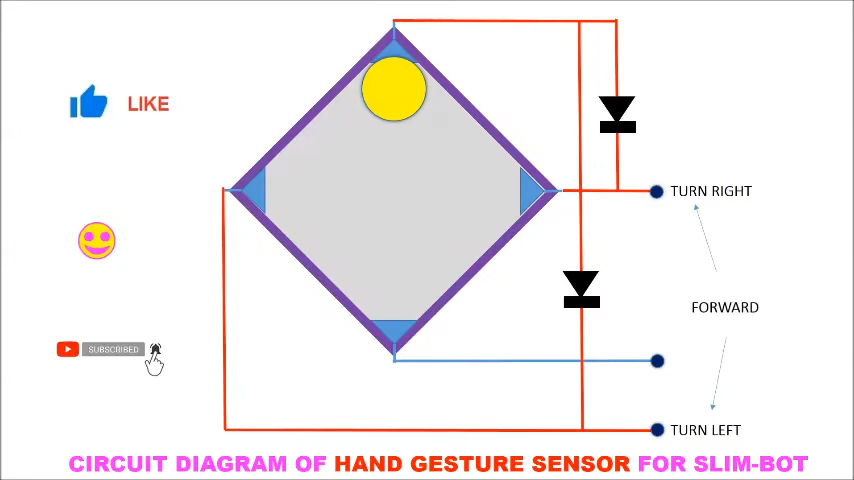 LIKE
TURN RIGHT
FORWARD
SUBSCRIBED
TURN LEFT
CIRCUIT DIAGRAM OF HAND GESTURE SENSOR FOR SLIM-BOT